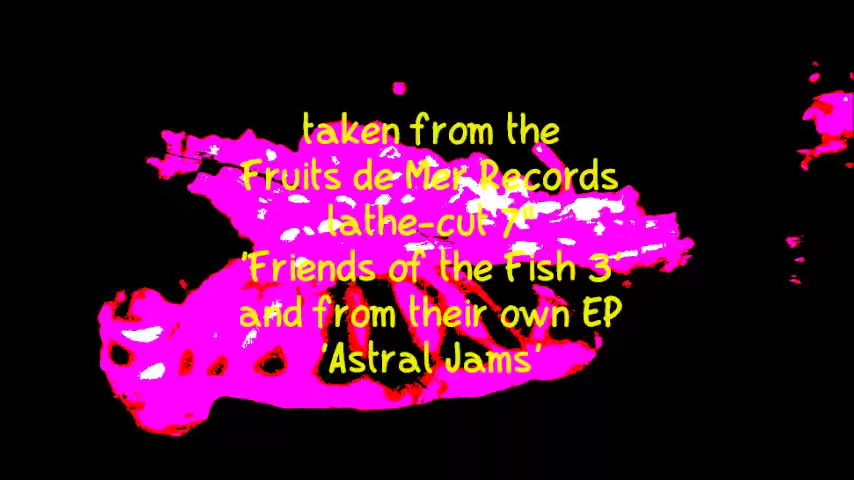 taken from the
Fruits de Mer Records
lathe-cut 7"
'Friends of the Fish 3
and from their own EP
'Astral Jams'